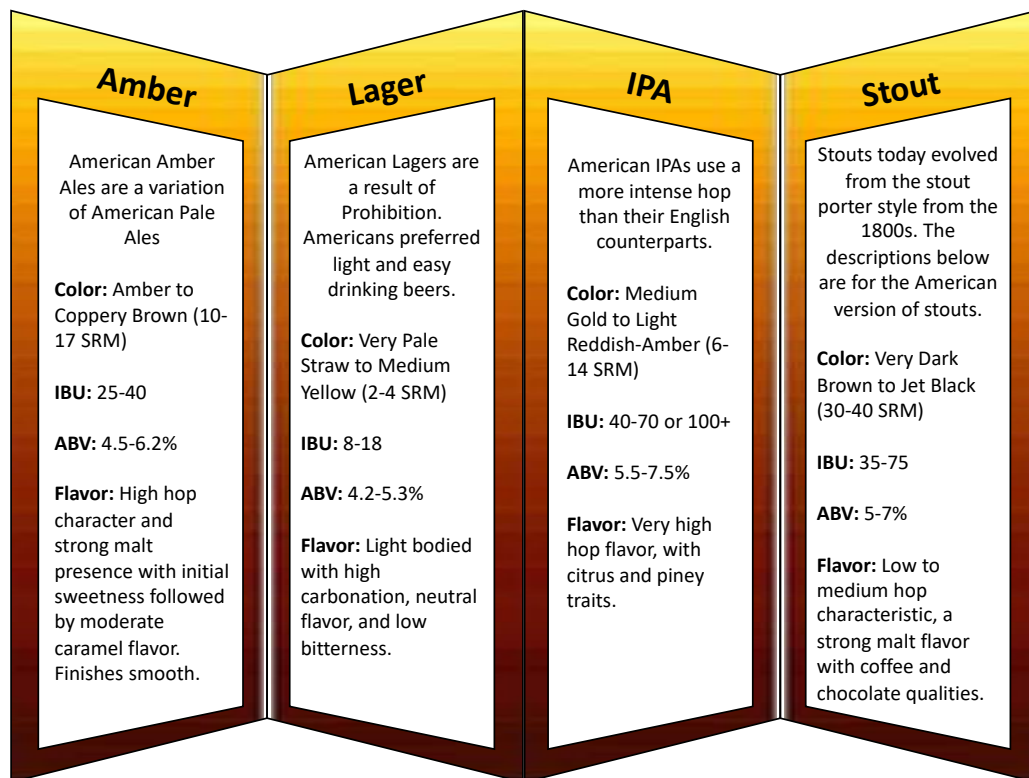 Amber
American Amber
Ales are a variation
of American Pale
Ales
Color: Amber to
Coppery Brown (10-
17 SRM)
IBU: 25-40
ABV: 4.5-6.2%
Flavor: High hop
character and
strong malt
presence with initial
sweetness followed
by moderate
caramel flavor.
Finishes smooth.
Lager
American Lagers are
a result of
Prohibition.
Americans preferred
light and easy
drinking beers.
Color: Very Pale
Straw to Medium
Yellow (2-4 SRM)
IBU: 8-18
ABV: 4.2-5.3%
Flavor: Light bodied
with high
carbonation, neutral
flavor, and low
bitterness.
IPA
American IPAs use a
more intense hop
than their English
counterparts.
Color: Medium
Gold to Light
Reddish-Amber (6-
14 SRM)
IBU: 40-70 or 100+
ABV: 5.5-7.5%
Flavor: Very high
hop flavor, with
citrus and piney
traits.
Stout
Stouts today evolved
from the stout
porter style from the
1800s. The
descriptions below
are for the American
version of stouts.
Color: Very Dark
Brown to Jet Black
(30-40 SRM)
IBU: 35-75
ABV: 5-7%
Flavor: Low to
medium hop
characteristic, a
strong malt flavor
with coffee and
chocolate qualities.